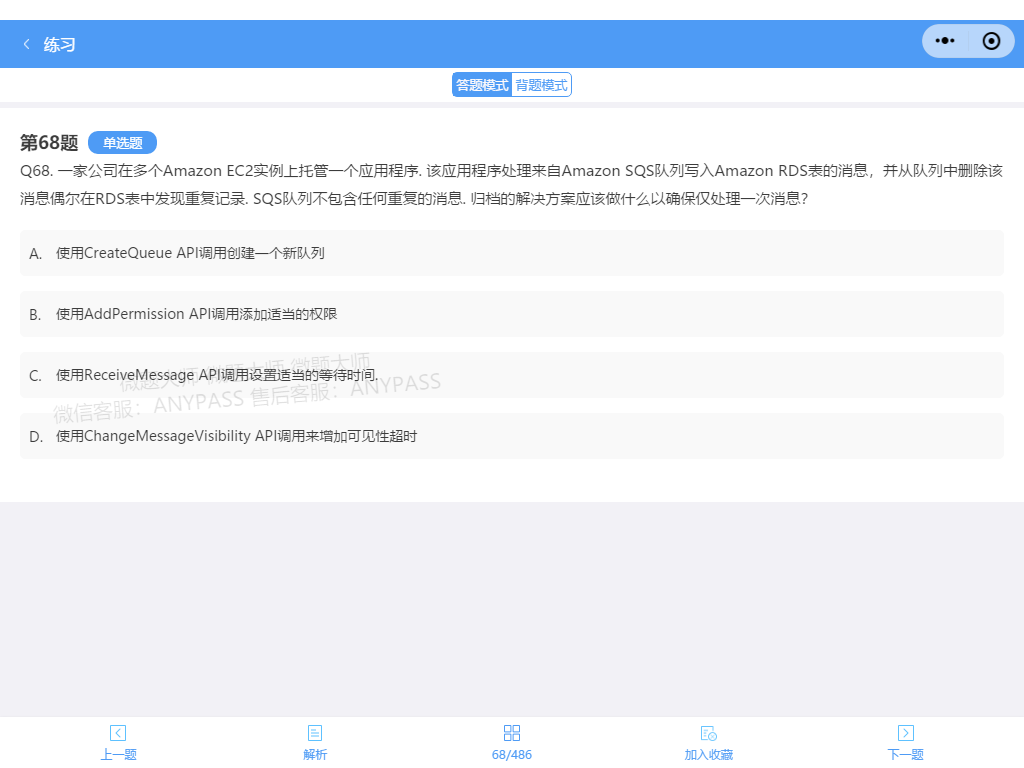 练习
答题模式 背题模式
第68题 单选题
Q68. 一家公司在多个Amazon EC2实例上托管一个应用程序. 该应用程序处理来自Amazon SQS队列写入Amazon RDS表的消息，并从队列中删除该
消息偶尔在RDS表中发现重复记录. SQS队列不包含任何重复的消息. 归档的解决方案应该做什么以确保仅处理一次消息？
A. 使用CreateQueue API调用创建一个新队列
B. 使用AddPermission API调用添加适当的权限
微题大师 微题大师 微题大师
C. 使用ReceiveMessage API调用设置适当的等待时间.
微信客服：ANYPASS 售后客服：ANYPASS
D. 使用ChangeMessageVisibility API调用来增加可见性超时
上一题 解析 68/486 加入收藏 下一题